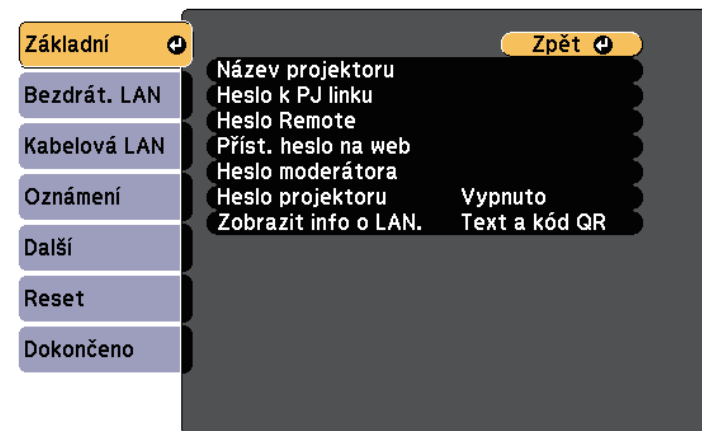 Základní
Bezdrát. LAN
Kabelová LAN
Oznámení
Další
Reset
Dokončeno
Zpět
Název projektoru
Heslo k PJ linku
Heslo Remote
Příst. heslo na web
Heslo moderátora
Heslo projektoru Vypnuto
Zobrazit info o LAN. Text a kód QR